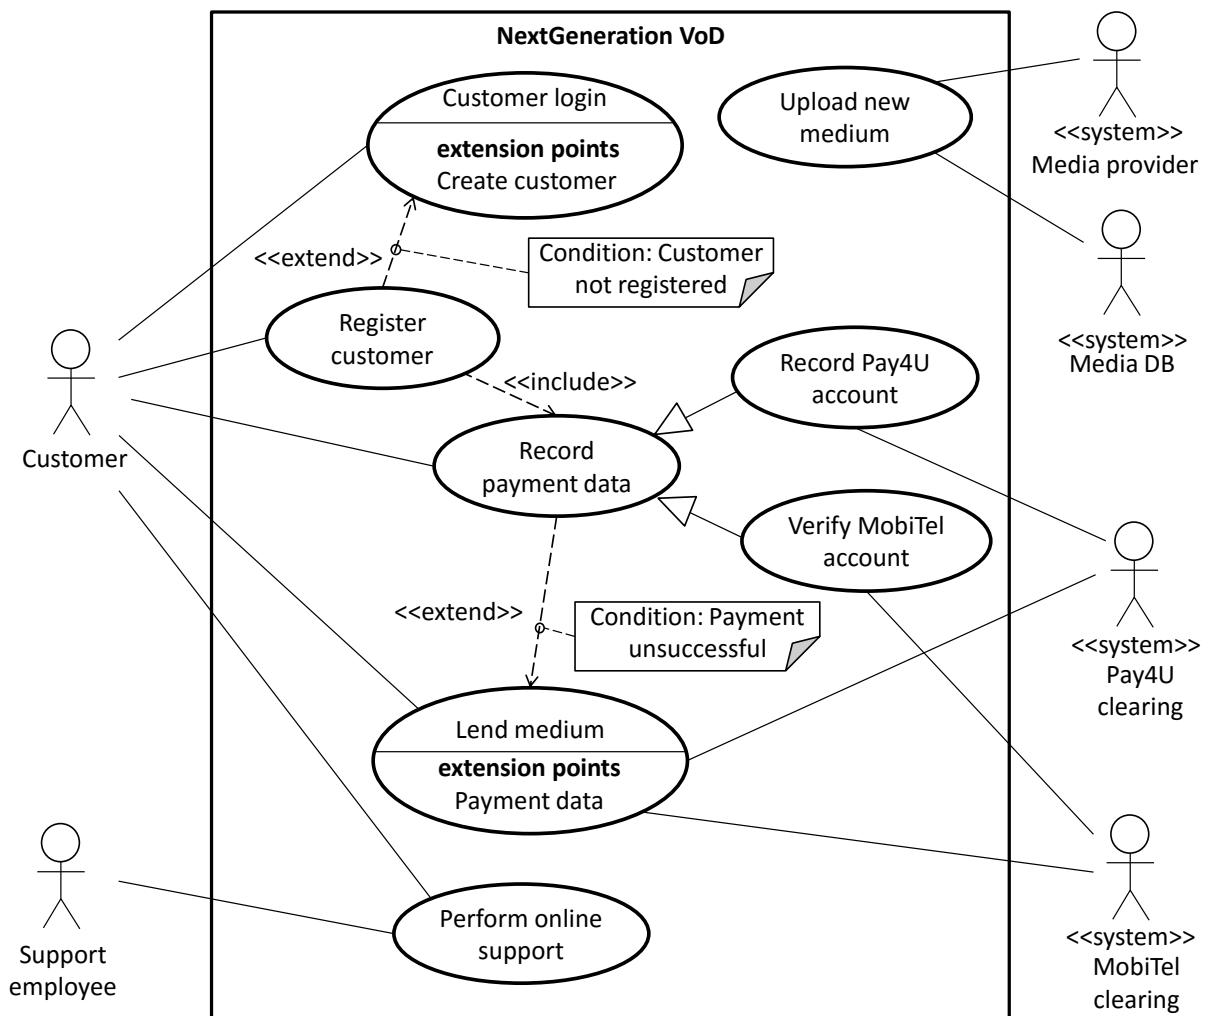 NextGeneration VoD
Customer login
extension points
Create customer
Upload new
medium
<<system>>
Media provider
<<extend>>
Condition: Customer
not registered
Register
customer
<<include>>
Record Pay4U
account
<<system>>
Media DB
Customer
Record
payment data
Verify MobiTel
account
<<extend>>
Condition: Payment
unsuccessful
<<system>>
Pay4U
clearing
Lend medium
extension points
Payment data
Perform online
support
Support
employee
<<system>>
MobiTel
clearing